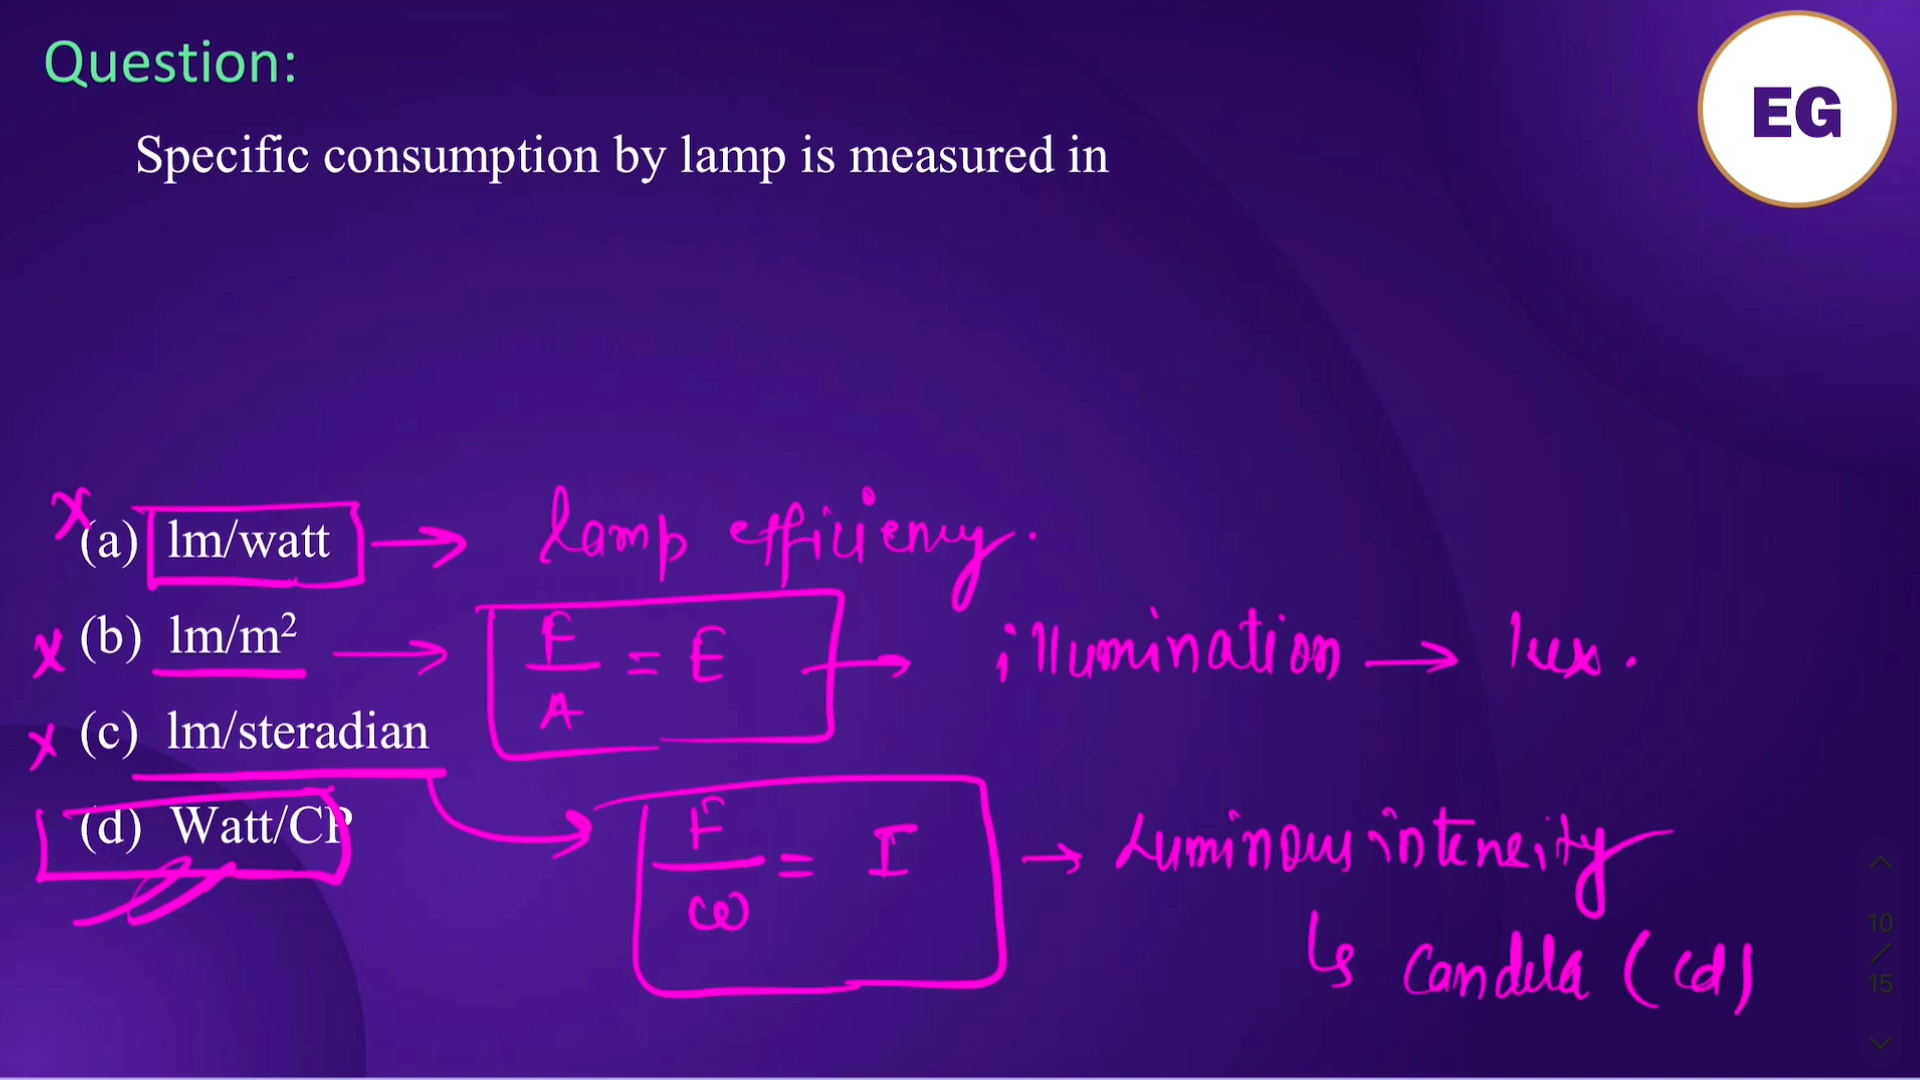 Question:
EG
Specific consumption by lamp is measured in
x (a) lm/watt → lamp efficiency.
x (b) lm/m² → F/A = E → illumination → lux.
x (c) lm/steradian → F/ω = I → Luminous intensity
↳ Candela (cd)
(d) Watt/CP
10
/
15